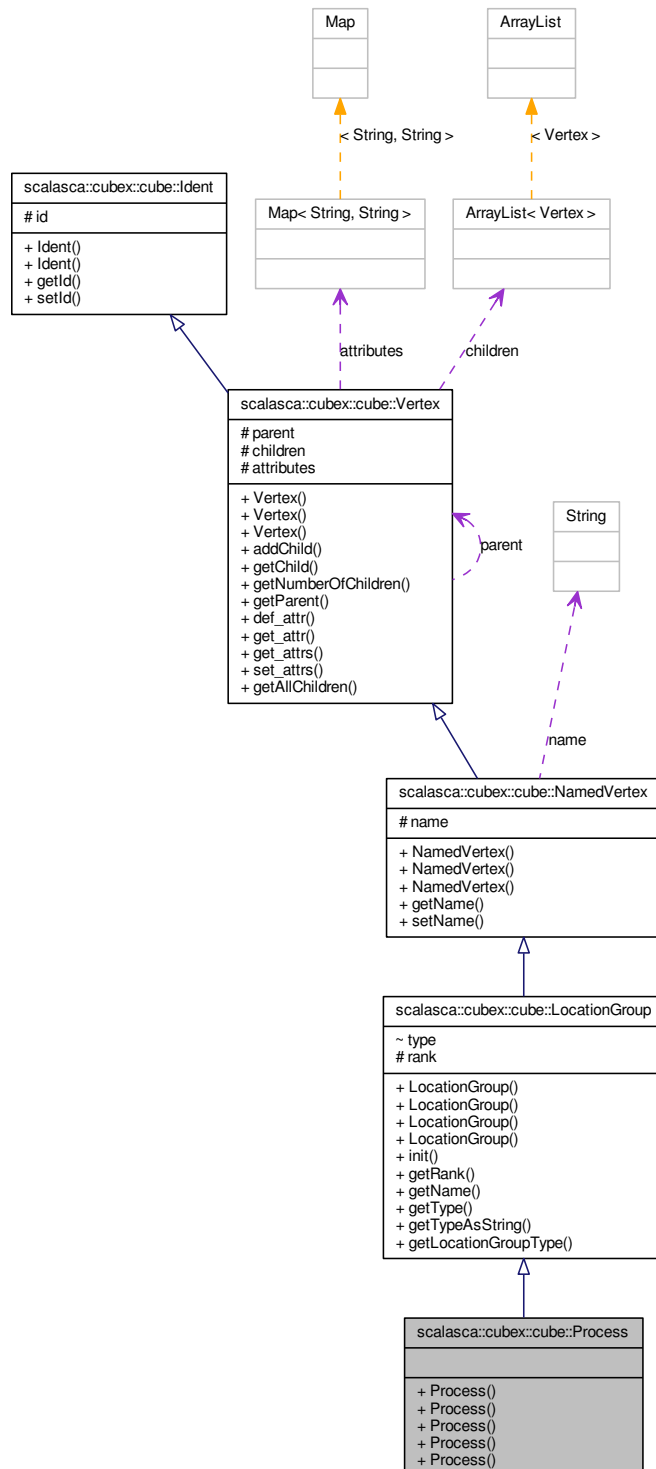 Map
ArrayList
< String, String >
< Vertex >
scalasca::cubex::cube::Ident
# id
+ Ident()
+ Ident()
+ getId()
+ setId()
Map< String, String >
ArrayList< Vertex >
attributes
children
scalasca::cubex::cube::Vertex
# parent
# children
# attributes
+ Vertex()
+ Vertex()
+ Vertex()
+ addChild()
+ getChild()
+ getNumberOfChildren()
+ getParent()
+ def_attr()
+ get_attr()
+ get_attrs()
+ set_attrs()
+ getAllChildren()
parent
String
name
scalasca::cubex::cube::NamedVertex
# name
+ NamedVertex()
+ NamedVertex()
+ NamedVertex()
+ getName()
+ setName()
scalasca::cubex::cube::LocationGroup
~ type
# rank
+ LocationGroup()
+ LocationGroup()
+ LocationGroup()
+ LocationGroup()
+ init()
+ getRank()
+ getName()
+ getType()
+ getTypeAsString()
+ getLocationGroupType()
scalasca::cubex::cube::Process
+ Process()
+ Process()
+ Process()
+ Process()
+ Process()